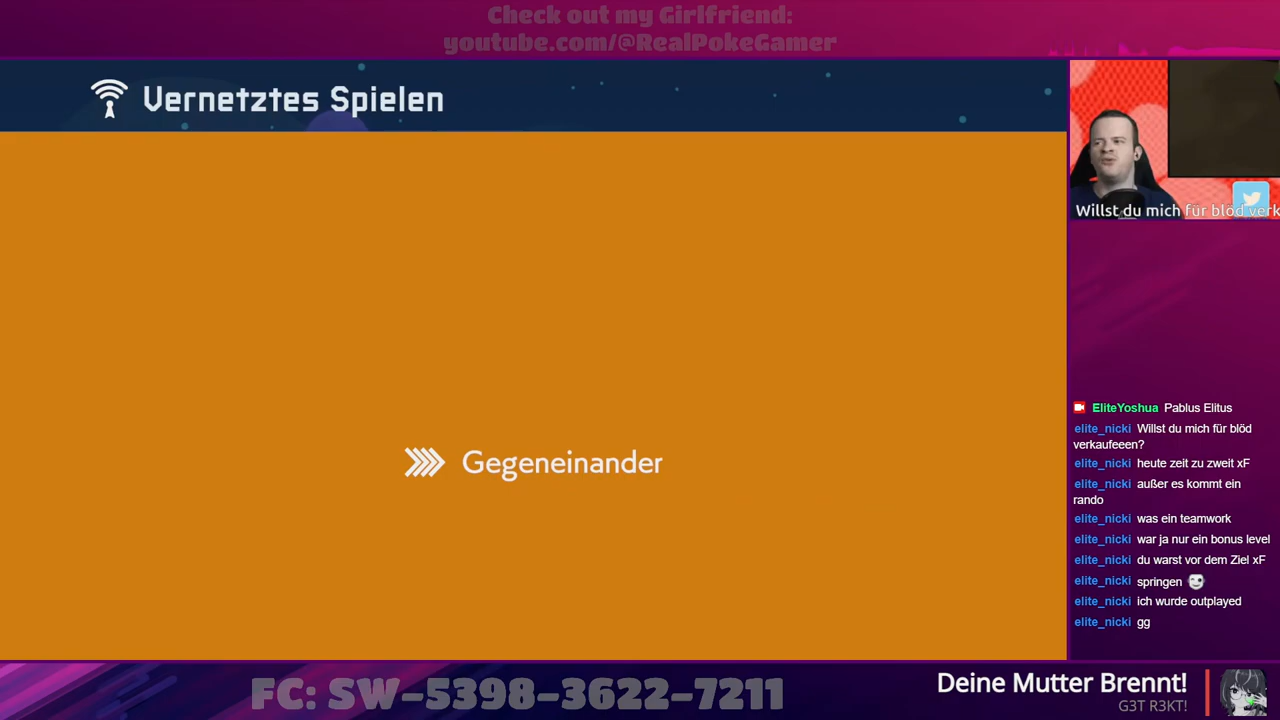 Check out my Girlfriend:
youtube.com/@RealPokeGamer
Vernetztes Spielen
Willst du mich für blöd verk
Gegeneinander
EliteYoshua Pablus Elitus
elite_nicki Willst du mich für blöd
verkaufeeen?
elite_nicki heute zeit zu zweit xF
elite_nicki außer es kommt ein
rando
elite_nicki was ein teamwork
elite_nicki war ja nur ein bonus level
elite_nicki du warst vor dem Ziel xF
elite_nicki springen
elite_nicki ich wurde outplayed
elite_nicki gg
FC: SW-5398-3622-7211
Deine Mutter Brennt!
G3T R3KT!